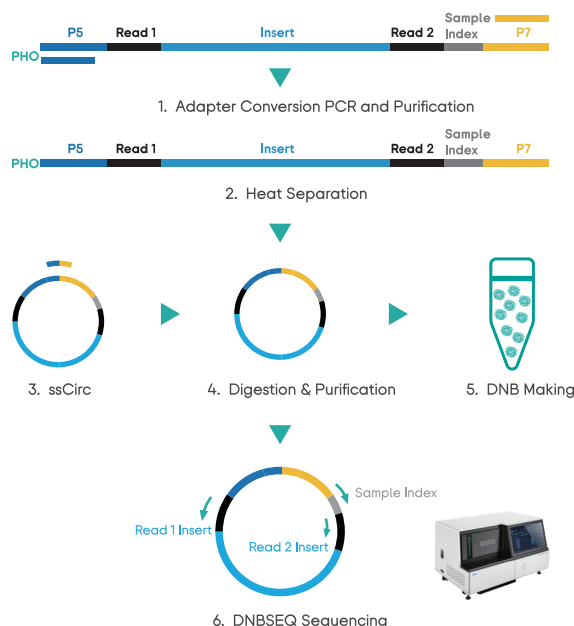 P5 Read 1 Insert Read 2 Sample Index P7
PHO
1. Adapter Conversion PCR and Purification
P5 Read 1 Insert Read 2 Sample Index P7
PHO
2. Heat Separation
3. ssCirc
4. Digestion & Purification
5. DNB Making
Sample Index
Read 1 Insert
Read 2 Insert
6. DNBSEQ Sequencing